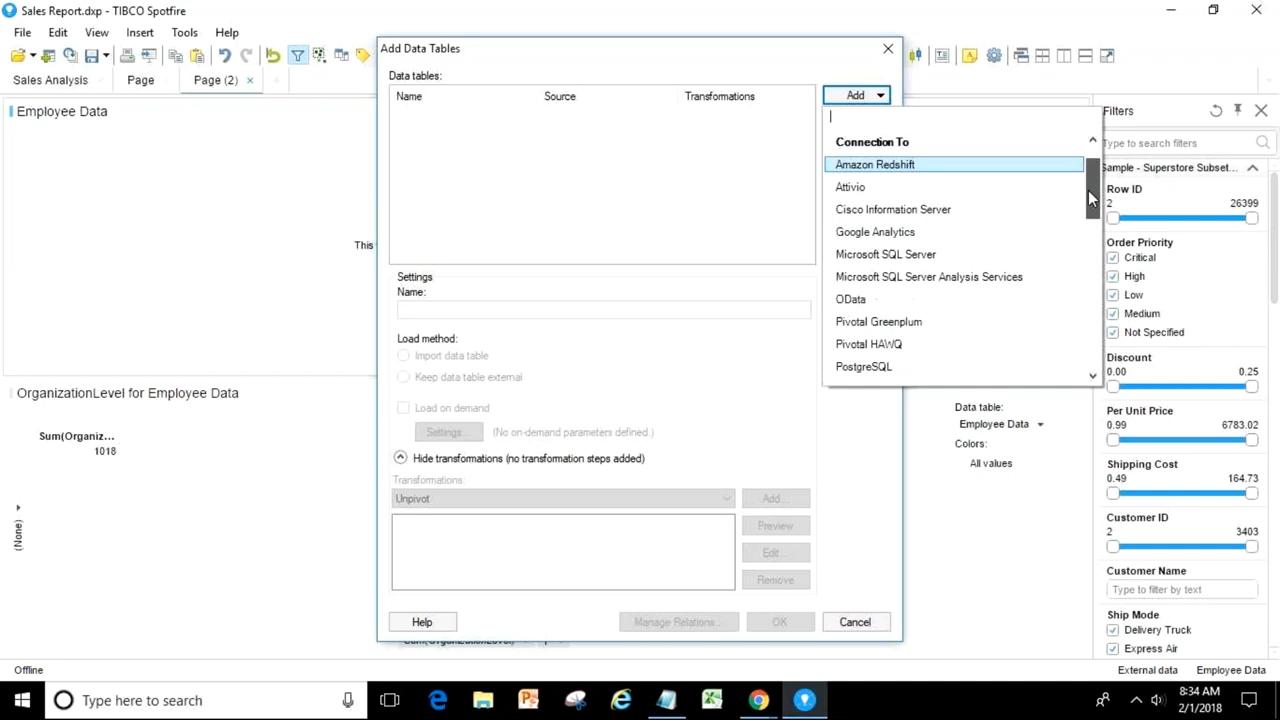 Sales Report.dxp - TIBCO Spotfire
File Edit View Insert Tools Help
Sales Analysis Page Page (2)
Employee Data
This
OrganizationLevel for Employee Data
Sum(Organiz...
1018
(None)
Add Data Tables
Data tables:
Name Source Transformations
Add
Connection To
Amazon Redshift
Attivio
Cisco Information Server
Google Analytics
Microsoft SQL Server
Microsoft SQL Server Analysis Services
OData
Pivotal Greenplum
Pivotal HAWQ
PostgreSQL
Settings
Name:
Load method:
Import data table
Keep data table external
Load on demand
Settings... (No on-demand parameters defined.)
Hide transformations (no transformation steps added)
Transformations:
Unpivot Add...
Preview
Edit...
Remove
Help Manage Relations... OK Cancel
Sum(OrganizationLevel)
Data table:
Employee Data
Colors:
All values
Filters
Type to search filters
Sample - Superstore Subset...
Row ID
2 26399
Order Priority
Critical
High
Low
Medium
Not Specified
Discount
0.00 0.25
Per Unit Price
0.99 6783.02
Shipping Cost
0.49 164.73
Customer ID
2 3403
Customer Name
Type to filter by text
Ship Mode
Delivery Truck
Express Air
Offline External data Employee Data
Type here to search
8:34 AM
2/1/2018